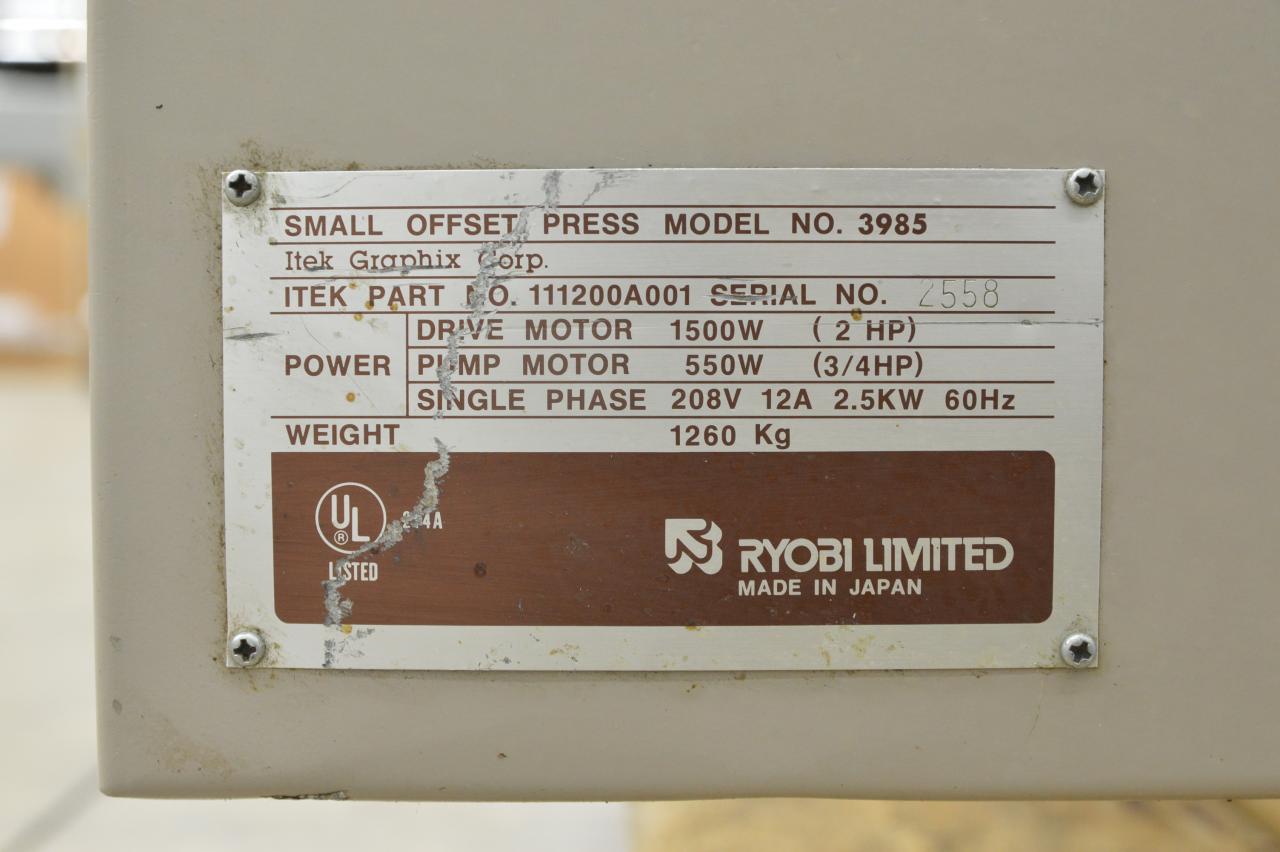 SMALL OFFSET PRESS MODEL NO. 3985
Itek Graphix Corp.
ITEK PART NO. 111200A001 SERIAL NO. 2558
POWER
DRIVE MOTOR 1500W ( 2 HP)
PUMP MOTOR 550W (3/4HP)
SINGLE PHASE 208V 12A 2.5KW 60Hz
WEIGHT 1260 Kg
UL ®
LISTED
RYOBI LIMITED
MADE IN JAPAN